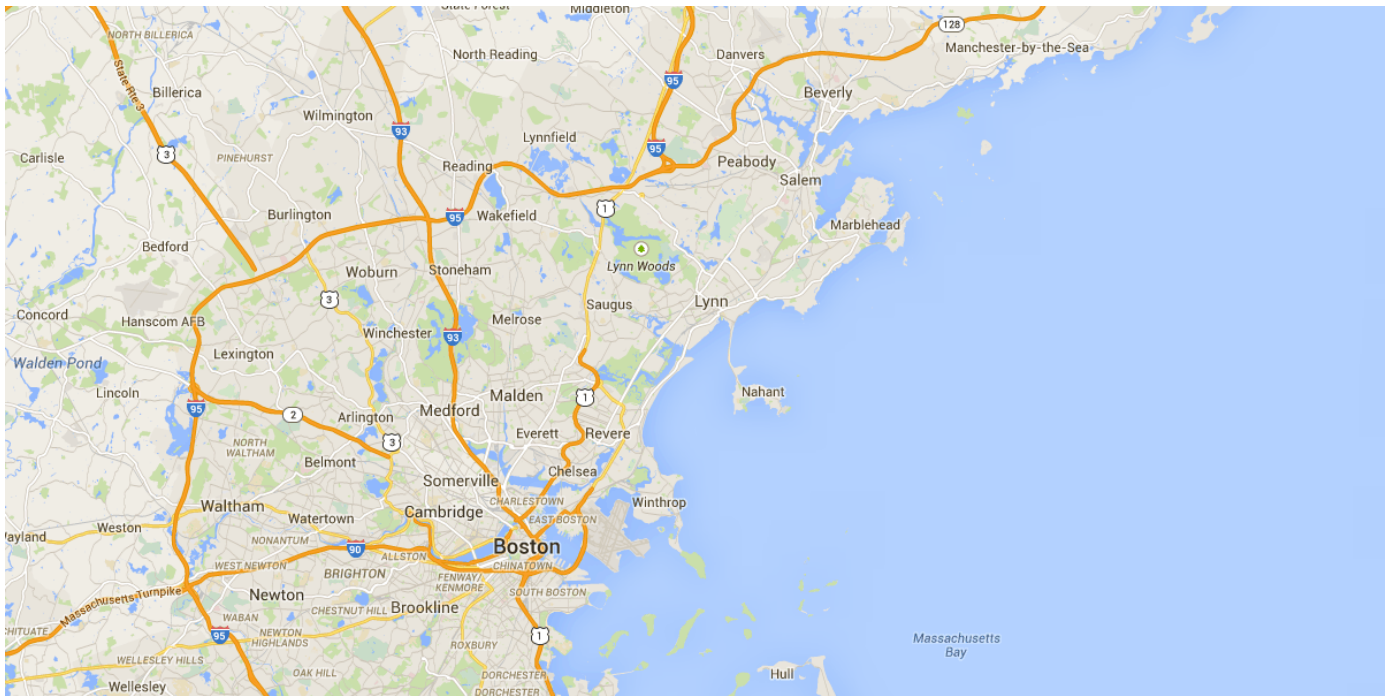 State Forest
Middleton
128
NORTH BILLERICA
Manchester-by-the-Sea
North Reading
Danvers
95
State Rte 3
Billerica
Beverly
Wilmington
93
Lynnfield
95
3
Carlisle
PINEHURST
Reading
Peabody
Salem
1
Burlington
95
Wakefield
Marblehead
Bedford
Lynn Woods
Woburn
Stoneham
3
Lynn
Saugus
Concord
Hanscom AFB
Melrose
Winchester
93
Lexington
Walden Pond
Lincoln
Malden
Nahant
1
95
2
Arlington
Medford
Everett
Revere
3
NORTH
WALTHAM
Belmont
Chelsea
Somerville
CHARLESTOWN
Winthrop
Waltham
Cambridge
Watertown
EAST BOSTON
Weston
ayland
NONANTUM
90
Boston
ALLSTON
WEST NEWTON
CHINATOWN
BRIGHTON
FENWAY/
KENMORE
Massachusetts Turnpike
Newton
SOUTH BOSTON
CHESTNUT HILL
Brookline
WABAN
CHITUATE
95
NEWTON
HIGHLANDS
1
ROXBURY
Massachusetts
Bay
WELLESLEY HILLS
OAK HILL
DORCHESTER
Hull
Wellesley
DORCHESTER